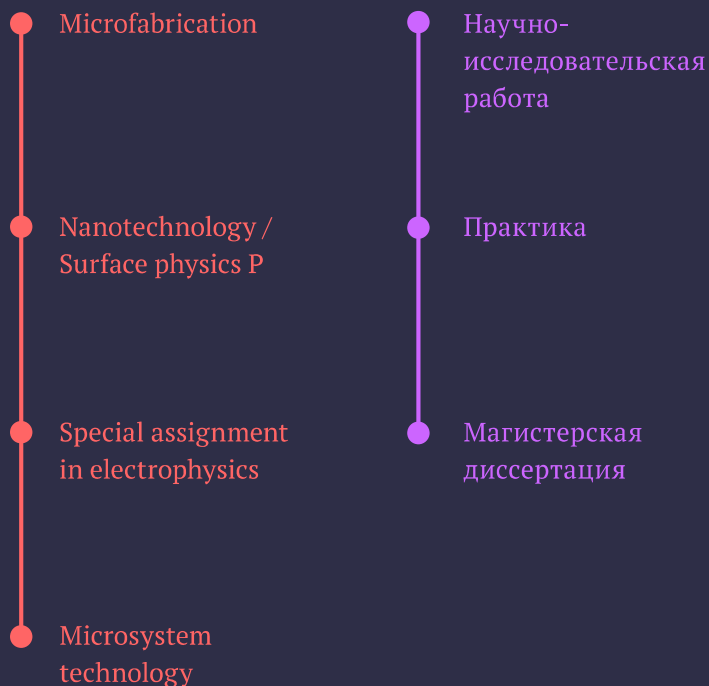 Microfabrication
Nanotechnology /
Surface physics P
Special assignment
in electrophysics
Microsystem
technology
Научно-
исследовательская
работа
Практика
Магистерская
диссертация